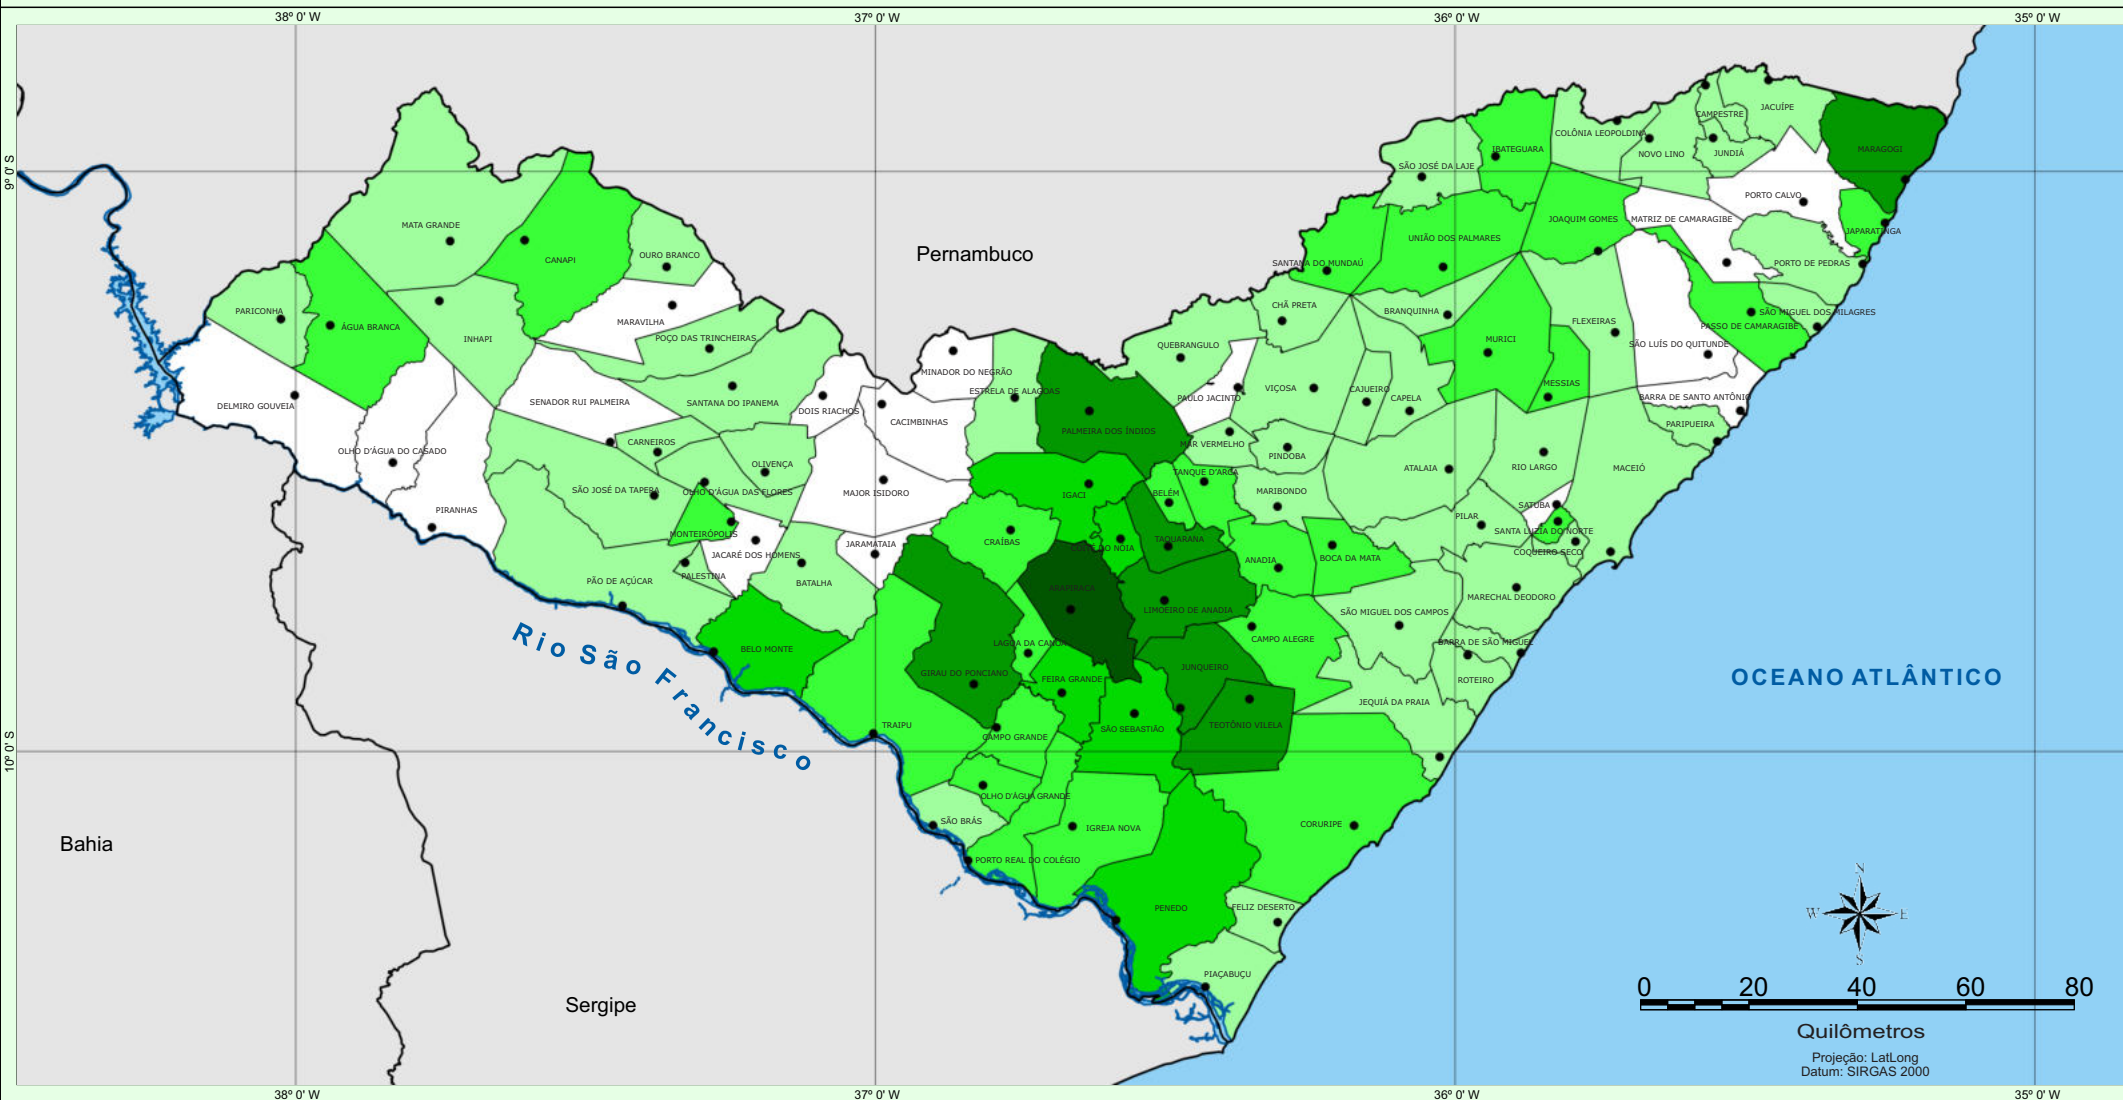 38º 0' W
37º 0' W
36º 0' W
35º 0' W
9º 0' S
10º 0' S
Pernambuco
Bahia
Sergipe
Rio São Francisco
OCEANO ATLÂNTICO
MATA GRANDE
CANAPI
OURO BRANCO
PARICONHA
ÁGUA BRANCA
INHAPI
MARAVILHA
POÇO DAS TRINCHEIRAS
DELMIRO GOUVEIA
SENADOR RUI PALMEIRA
SANTANA DO IPANEMA
DOIS RIACHOS
CACIMBINHAS
MINADOR DO NEGRÃO
ESTRELA DE ALAGOAS
OLHO D'ÁGUA DO CASADO
CARNEIROS
OLIVENÇA
SÃO JOSÉ DA TAPERA
OLHO D'ÁGUA DAS FLORES
MAJOR ISIDORO
PIRANHAS
MONTEIRÓPOLIS
JACARÉ DOS HOMENS
JARAMATAIA
PÃO DE AÇÚCAR
PALESTINA
BATALHA
BELO MONTE
TRAIPU
PALMEIRA DOS ÍNDIOS
IGACI
CRAÍBAS
BELÉM
TANQUE D'ARCA
MAR VERMELHO
PAULO JACINTO
QUEBRANGULO
CHÃ PRETA
VIÇOSA
CAJUEIRO
CAPELA
PINDOBA
MARIBONDO
ATALAIA
COITÉ DO NÓIA
TAQUARANA
ARAPIRACA
LIMOEIRO DE ANADIA
ANADIA
BOCA DA MATA
CAMPO ALEGRE
LAGOA DA CANOA
GIRAU DO PONCIANO
FEIRA GRANDE
JUNQUEIRO
TEOTÔNIO VILELA
SÃO SEBASTIÃO
CAMPO GRANDE
OLHO D'ÁGUA GRANDE
SÃO BRÁS
IGREJA NOVA
PORTO REAL DO COLÉGIO
PENEDO
CORURIPE
FELIZ DESERTO
PIAÇABUÇU
SÃO JOSÉ DA LAJE
IBATEGUARA
COLÔNIA LEOPOLDINA
NOVO LINO
CAMPESTRE
JUNDIÁ
JACUÍPE
MARAGOGI
PORTO CALVO
JAPARATINGA
SANTANA DO MUNDAÚ
UNIÃO DOS PALMARES
JOAQUIM GOMES
MATRIZ DE CAMARAGIBE
PORTO DE PEDRAS
SÃO MIGUEL DOS MILAGRES
PASSO DE CAMARAGIBE
BRANQUINHA
MURICI
FLEXEIRAS
SÃO LUÍS DO QUITUNDE
MESSIAS
BARRA DE SANTO ANTÔNIO
PARIPUEIRA
RIO LARGO
MACEIÓ
SATUBA
PILAR
SANTA LUZIA DO NORTE
COQUEIRO SECO
MARECHAL DEODORO
SÃO MIGUEL DOS CAMPOS
BARRA DE SÃO MIGUEL
ROTEIRO
JEQUIÁ DA PRAIA
N
W
E
S
0 20 40 60 80
Quilômetros
Projeção: LatLong
Datum: SIRGAS 2000
38º 0' W
37º 0' W
36º 0' W
35º 0' W